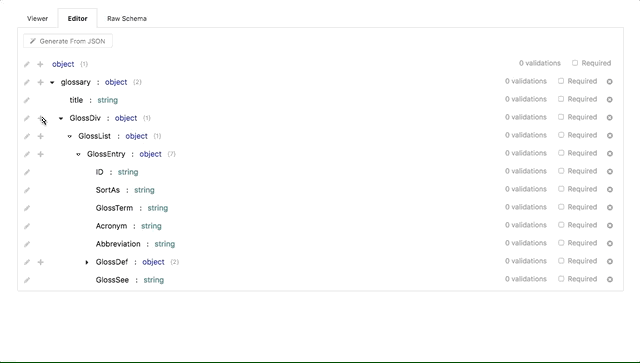 Viewer Editor Raw Schema
Generate From JSON
object (1) 0 validations Required
glossary : object (2) 0 validations Required
title : string 0 validations Required
GlossDiv : object (1) 0 validations Required
GlossList : object (1) 0 validations Required
GlossEntry : object (7) 0 validations Required
ID : string 0 validations Required
SortAs : string 0 validations Required
GlossTerm : string 0 validations Required
Acronym : string 0 validations Required
Abbreviation : string 0 validations Required
GlossDef : object (2) 0 validations Required
GlossSee : string 0 validations Required